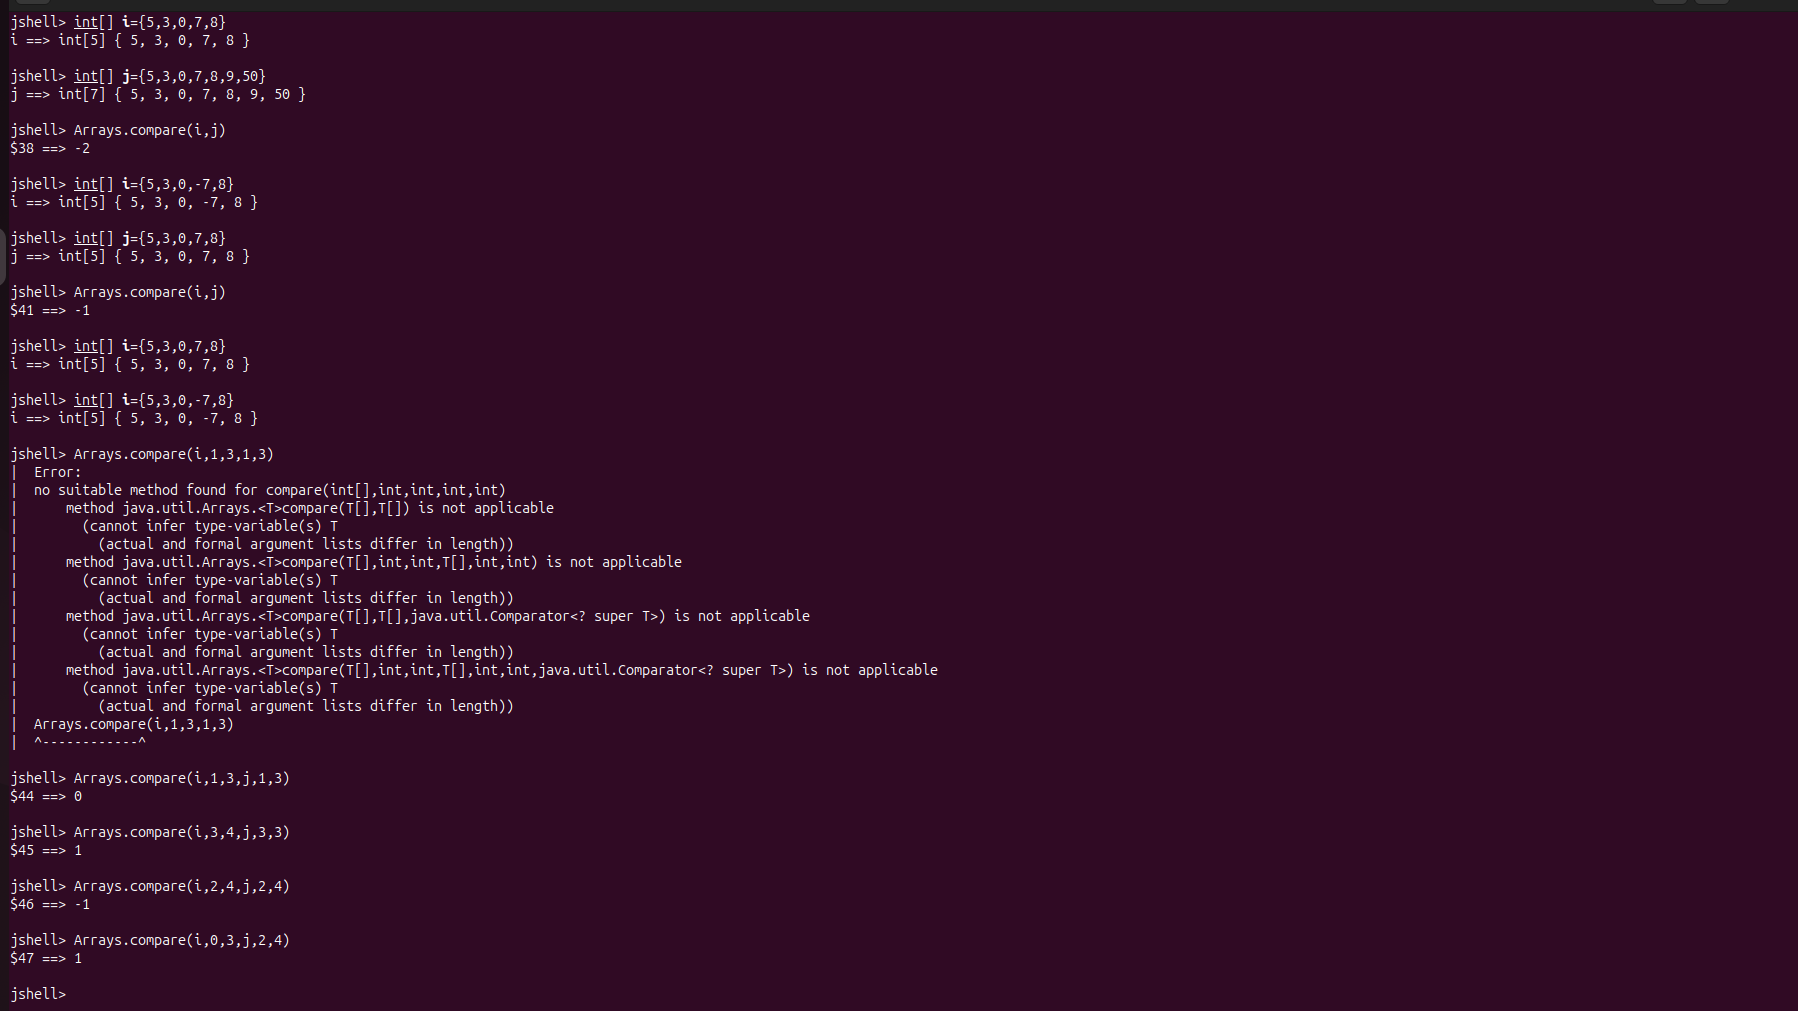 jshell> int[] i={5,3,0,7,8}
i ==> int[5] { 5, 3, 0, 7, 8 }
jshell> int[] j={5,3,0,7,8,9,50}
j ==> int[7] { 5, 3, 0, 7, 8, 9, 50 }
jshell> Arrays.compare(i,j)
$38 ==> -2
jshell> int[] i={5,3,0,-7,8}
i ==> int[5] { 5, 3, 0, -7, 8 }
jshell> int[] j={5,3,0,7,8}
j ==> int[5] { 5, 3, 0, 7, 8 }
jshell> Arrays.compare(i,j)
$41 ==> -1
jshell> int[] i={5,3,0,7,8}
i ==> int[5] { 5, 3, 0, 7, 8 }
jshell> int[] i={5,3,0,-7,8}
i ==> int[5] { 5, 3, 0, -7, 8 }
jshell> Arrays.compare(i,1,3,1,3)
|  Error:
|  no suitable method found for compare(int[],int,int,int,int)
|      method java.util.Arrays.<T>compare(T[],T[]) is not applicable
|        (cannot infer type-variable(s) T
|          (actual and formal argument lists differ in length))
|      method java.util.Arrays.<T>compare(T[],int,int,T[],int,int) is not applicable
|        (cannot infer type-variable(s) T
|          (actual and formal argument lists differ in length))
|      method java.util.Arrays.<T>compare(T[],T[],java.util.Comparator<? super T>) is not applicable
|        (cannot infer type-variable(s) T
|          (actual and formal argument lists differ in length))
|      method java.util.Arrays.<T>compare(T[],int,int,T[],int,int,java.util.Comparator<? super T>) is not applicable
|        (cannot infer type-variable(s) T
|          (actual and formal argument lists differ in length))
|  Arrays.compare(i,1,3,1,3)
|  ^------------^
jshell> Arrays.compare(i,1,3,j,1,3)
$44 ==> 0
jshell> Arrays.compare(i,3,4,j,3,3)
$45 ==> 1
jshell> Arrays.compare(i,2,4,j,2,4)
$46 ==> -1
jshell> Arrays.compare(i,0,3,j,2,4)
$47 ==> 1
jshell>